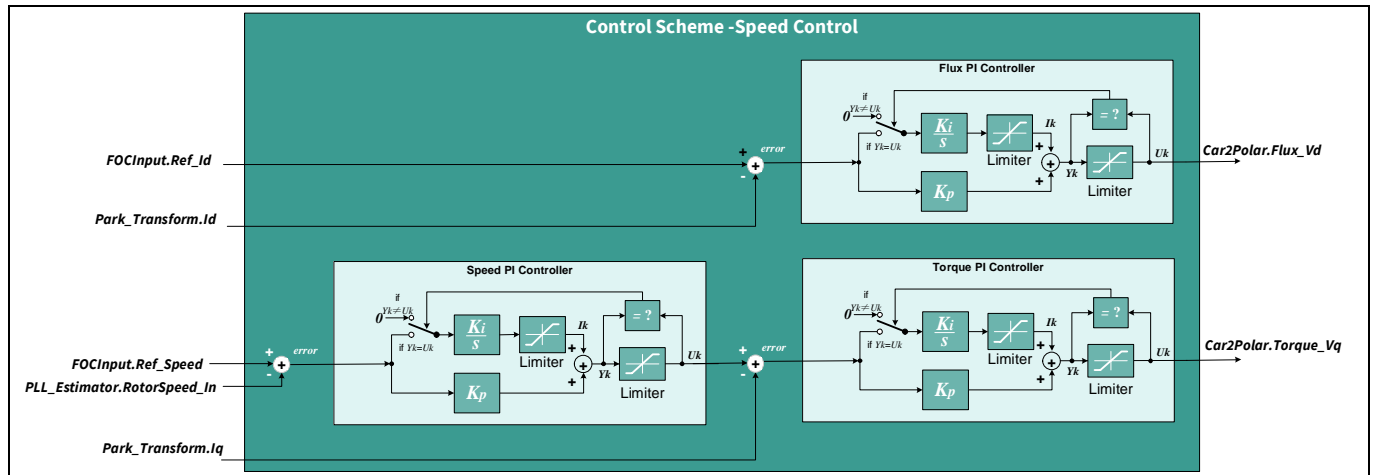 Control Scheme -Speed Control
Flux PI Controller
if
Yk≠Uk
0
if Yk=Uk
Ki
s
Limiter
Ik
= ?
+
+
+
Yk
Limiter
Uk
Kp
FOCInput.Ref_Id
+
-
+
error
Car2Polar.Flux_Vd
Park_Transform.Id
Speed PI Controller
if
Yk≠Uk
0
if Yk=Uk
Ki
s
Limiter
Ik
= ?
+
+
+
Yk
Limiter
Uk
Kp
Torque PI Controller
if
Yk≠Uk
0
if Yk=Uk
Ki
s
Limiter
Ik
= ?
+
+
+
Yk
Limiter
Uk
Kp
FOCInput.Ref_Speed
+
-
+
error
PLL_Estimator.RotorSpeed_In
+
-
+
error
Car2Polar.Torque_Vq
Park_Transform.Iq